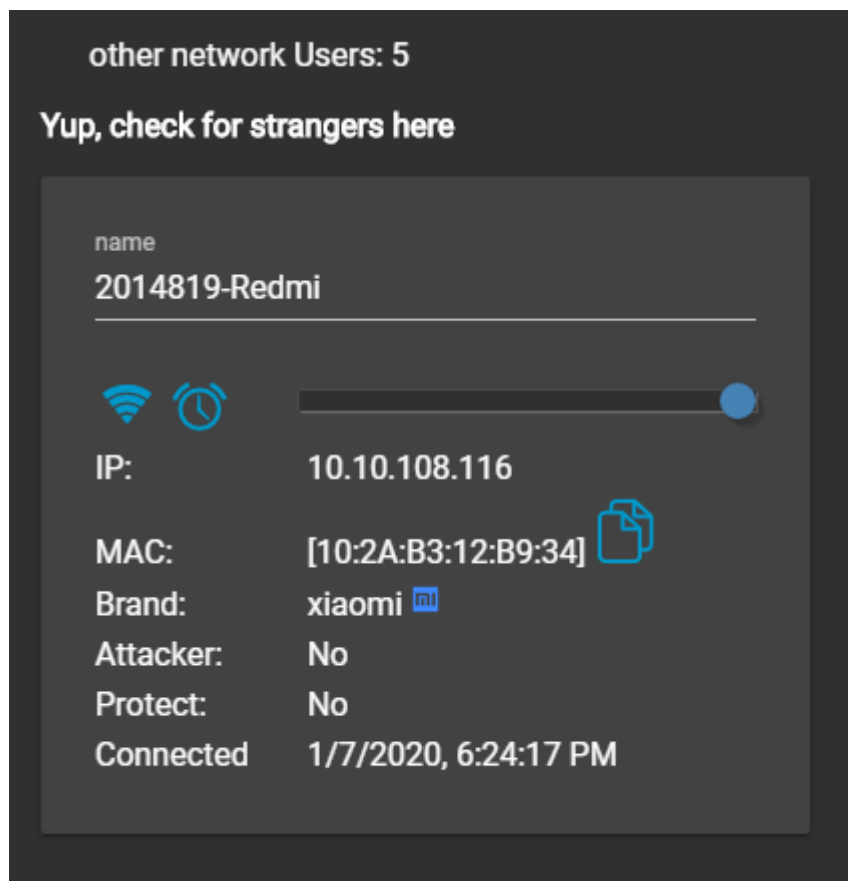 other network Users: 5
Yup, check for strangers here
name
2014819-Redmi
IP: 10.10.108.116
MAC: [10:2A:B3:12:B9:34]
Brand: xiaomi mi
Attacker: No
Protect: No
Connected 1/7/2020, 6:24:17 PM